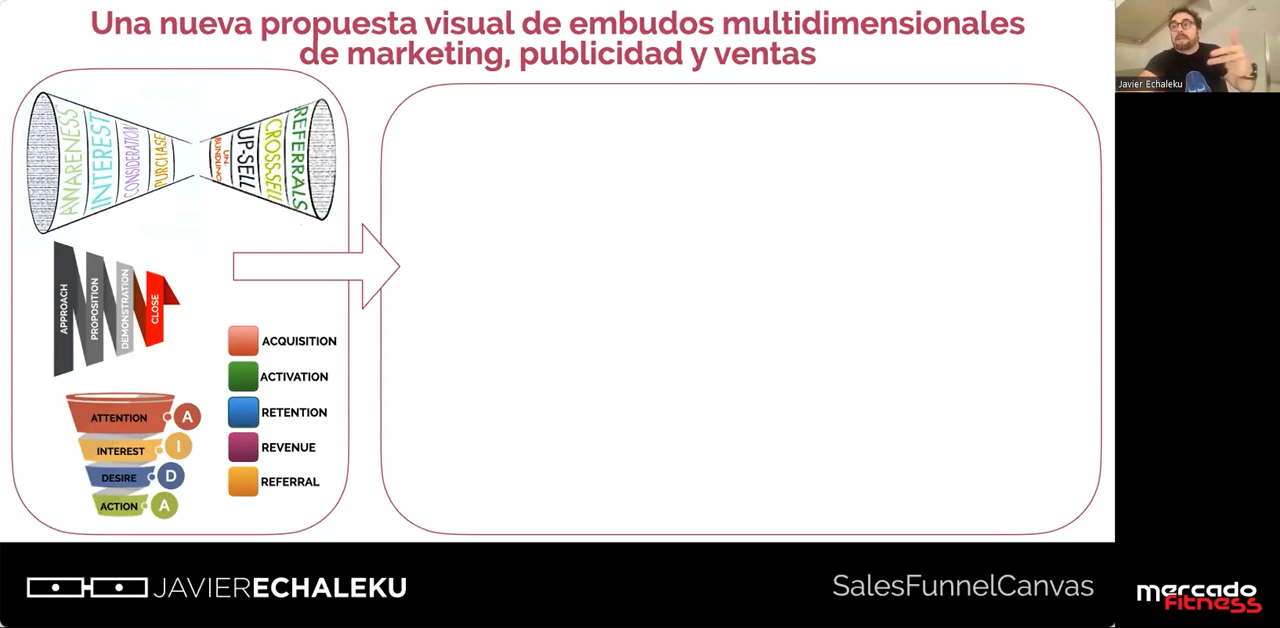 Una nueva propuesta visual de embudos multidimensionales
de marketing, publicidad y ventas
Javier Echaleku
AWARENESS
INTEREST
CONSIDERATION
PURCHASE
UN-
BUNDLING
UP-SELL
CROSS-SELL
REFERRALS
APPROACH
PROPOSITION
DEMONSTRATION
CLOSE
ACQUISITION
ACTIVATION
RETENTION
REVENUE
REFERRAL
ATTENTION A
INTEREST I
DESIRE D
ACTION A
JAVIERECHALEKU
SalesFunnelCanvas
mercado
fitness